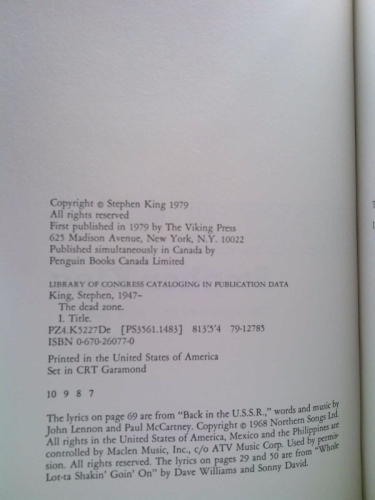 Copyright © Stephen King 1979
All rights reserved
First published in 1979 by The Viking Press
625 Madison Avenue, New York, N.Y. 10022
Published simultaneously in Canada by
Penguin Books Canada Limited
LIBRARY OF CONGRESS CATALOGING IN PUBLICATION DATA
King, Stephen, 1947–
The dead zone.
I. Title.
PZ4.K5227De [PS3561.I483] 813'.5'4 79-12785
ISBN 0-670-26077-0
Printed in the United States of America
Set in CRT Garamond
10 9 8 7
The lyrics on page 69 are from "Back in the U.S.S.R.," words and music by
John Lennon and Paul McCartney. Copyright © 1968 Northern Songs Ltd.
All rights in the United States of America, Mexico and the Philippines are
controlled by Maclen Music, Inc., c/o ATV Music Corp. Used by permis-
sion. All rights reserved. The lyrics on pages 29 and 50 are from "Whole
Lot-ta Shakin' Goin' On" by Dave Williams and Sonny David.